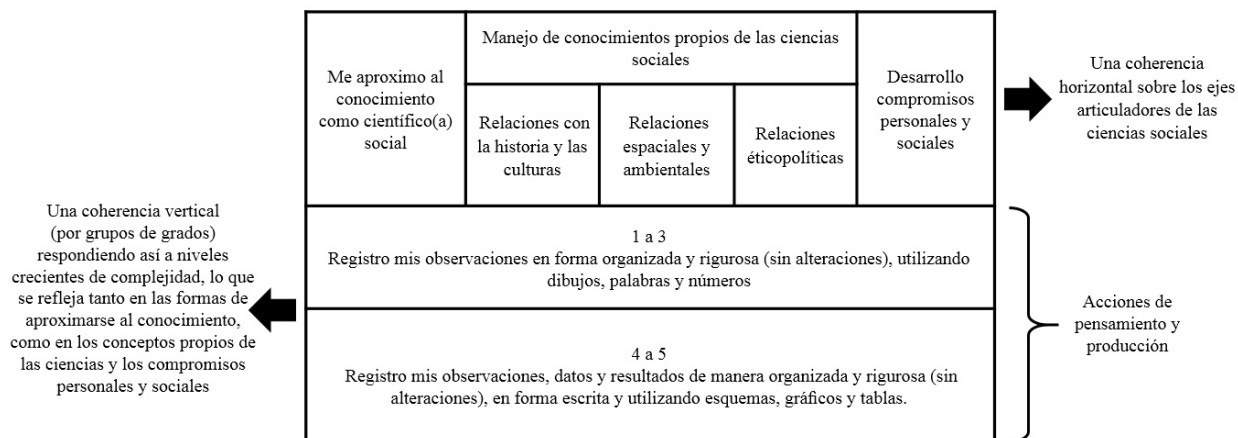 Me aproximo al
conocimiento
como científico(a)
social
Manejo de conocimientos propios de las ciencias
sociales
Relaciones con
la historia y las
culturas
Relaciones
espaciales y
ambientales
Relaciones
éticopolíticas
Desarrollo
compromisos
personales y
sociales
Una coherencia
horizontal sobre los ejes
articuladores de las
ciencias sociales
Una coherencia vertical
(por grupos de grados)
respondiendo así a niveles
crecientes de complejidad, lo que
se refleja tanto en las formas de
aproximarse al conocimiento,
como en los conceptos propios de
las ciencias y los compromisos
personales y sociales
1 a 3
Registro mis observaciones en forma organizada y rigurosa (sin alteraciones), utilizando
dibujos, palabras y números
4 a 5
Registro mis observaciones, datos y resultados de manera organizada y rigurosa (sin
alteraciones), en forma escrita y utilizando esquemas, gráficos y tablas.
Acciones de
pensamiento y
producción